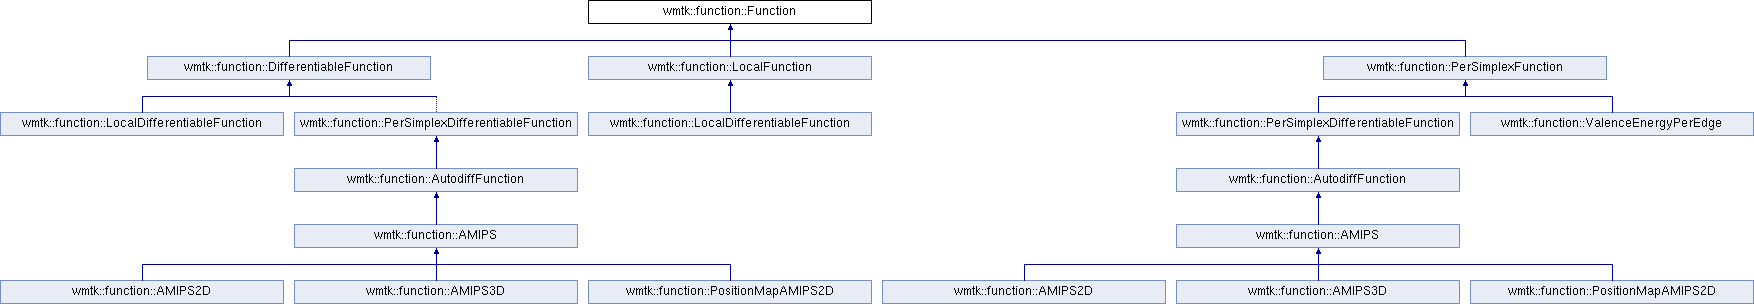 wmtk::function::Function
wmtk::function::DifferentiableFunction
wmtk::function::LocalFunction
wmtk::function::PerSimplexFunction
wmtk::function::LocalDifferentiableFunction
wmtk::function::PerSimplexDifferentiableFunction
wmtk::function::LocalDifferentiableFunction
wmtk::function::PerSimplexDifferentiableFunction
wmtk::function::ValenceEnergyPerEdge
wmtk::function::AutodiffFunction
wmtk::function::AutodiffFunction
wmtk::function::AMIPS
wmtk::function::AMIPS
wmtk::function::AMIPS2D
wmtk::function::AMIPS3D
wmtk::function::PositionMapAMIPS2D
wmtk::function::AMIPS2D
wmtk::function::AMIPS3D
wmtk::function::PositionMapAMIPS2D